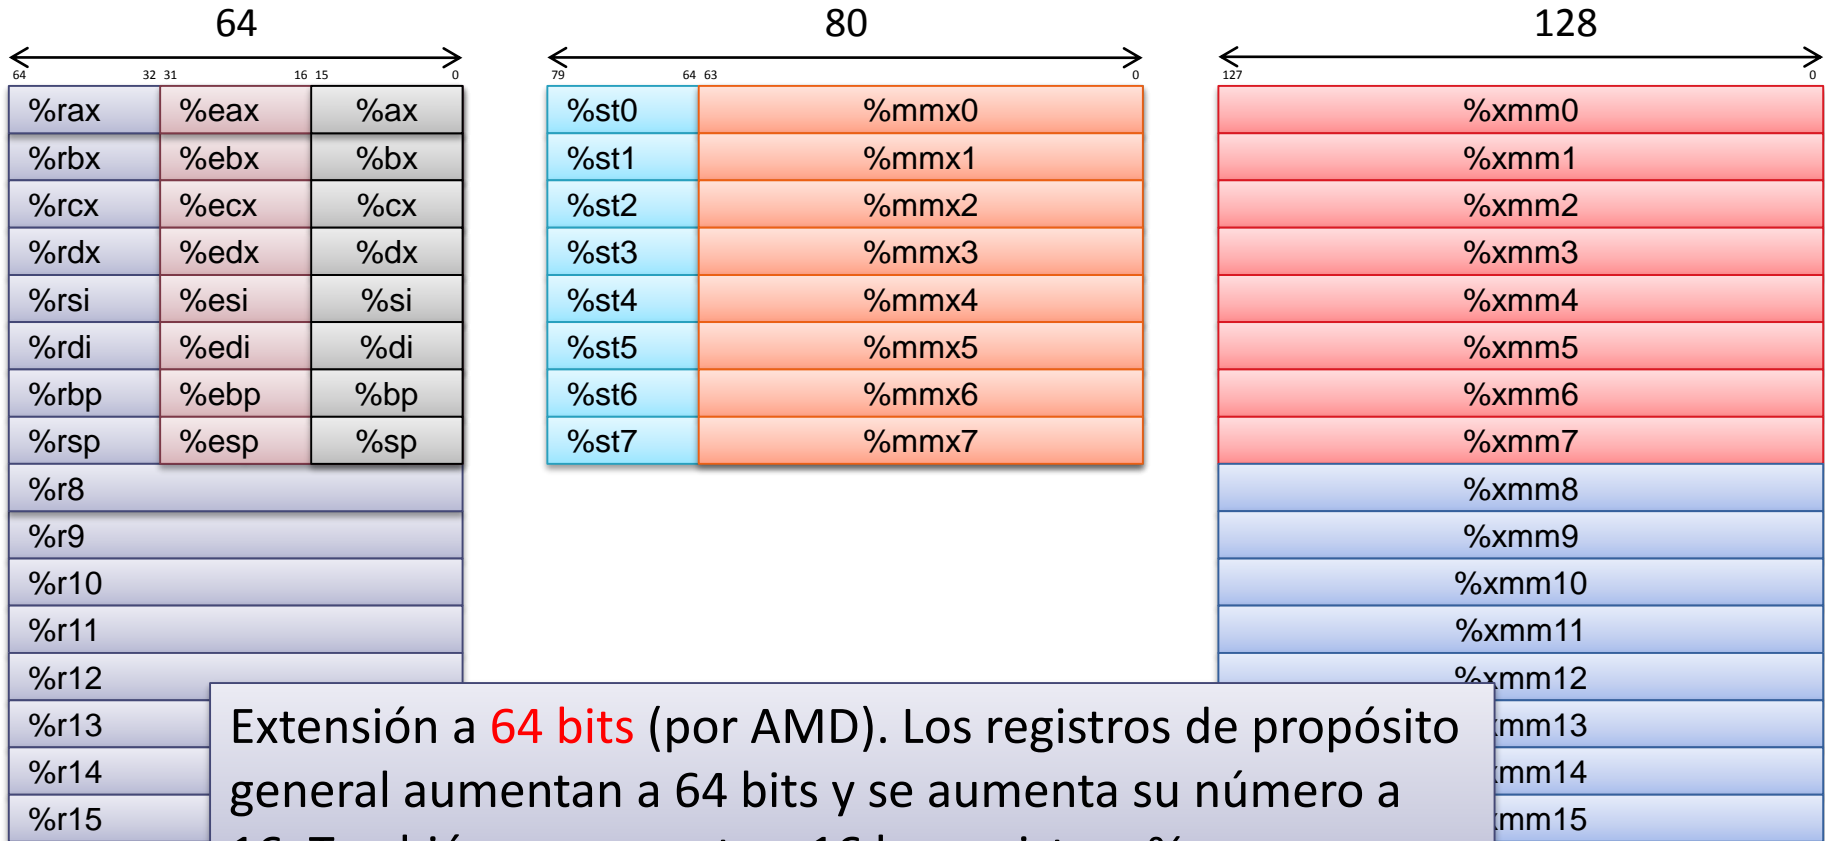 64 80 128
64 32 31 16 15 0 79 64 63 0 127 0
%rax %eax %ax %st0 %mmx0 %xmm0
%rbx %ebx %bx %st1 %mmx1 %xmm1
%rcx %ecx %cx %st2 %mmx2 %xmm2
%rdx %edx %dx %st3 %mmx3 %xmm3
%rsi %esi %si %st4 %mmx4 %xmm4
%rdi %edi %di %st5 %mmx5 %xmm5
%rbp %ebp %bp %st6 %mmx6 %xmm6
%rsp %esp %sp %st7 %mmx7 %xmm7
%r8 %xmm8
%r9 %xmm9
%r10 %xmm10
%r11 %xmm11
%r12 %xmm12
%r13 mm13
%r14 mm14
%r15 mm15
Extensión a 64 bits (por AMD). Los registros de propósito
general aumentan a 64 bits y se aumenta su número a